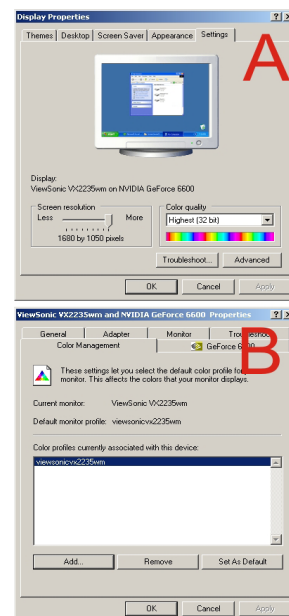 Display Properties
Themes Desktop Screen Saver Appearance Settings
A
Display:
ViewSonic VX2235wm on NVIDIA GeForce 6600
Screen resolution
Less More
1680 by 1050 pixels
Color quality
Highest (32 bit)
Troubleshoot... Advanced
OK Cancel Apply
ViewSonic VX2235wm and NVIDIA GeForce 6600 Properties
General Adapter Monitor Troubleshoot
Color Management GeForce 6600
B
These settings let you select the default color profile for
monitor. This affects the colors that your monitor displays.
Current monitor: ViewSonic VX2235wm
Default monitor profile: viewsonicvx2235wm
Color profiles currently associated with this device:
viewsonicvx2235wm
Add... Remove Set As Default
OK Cancel Apply